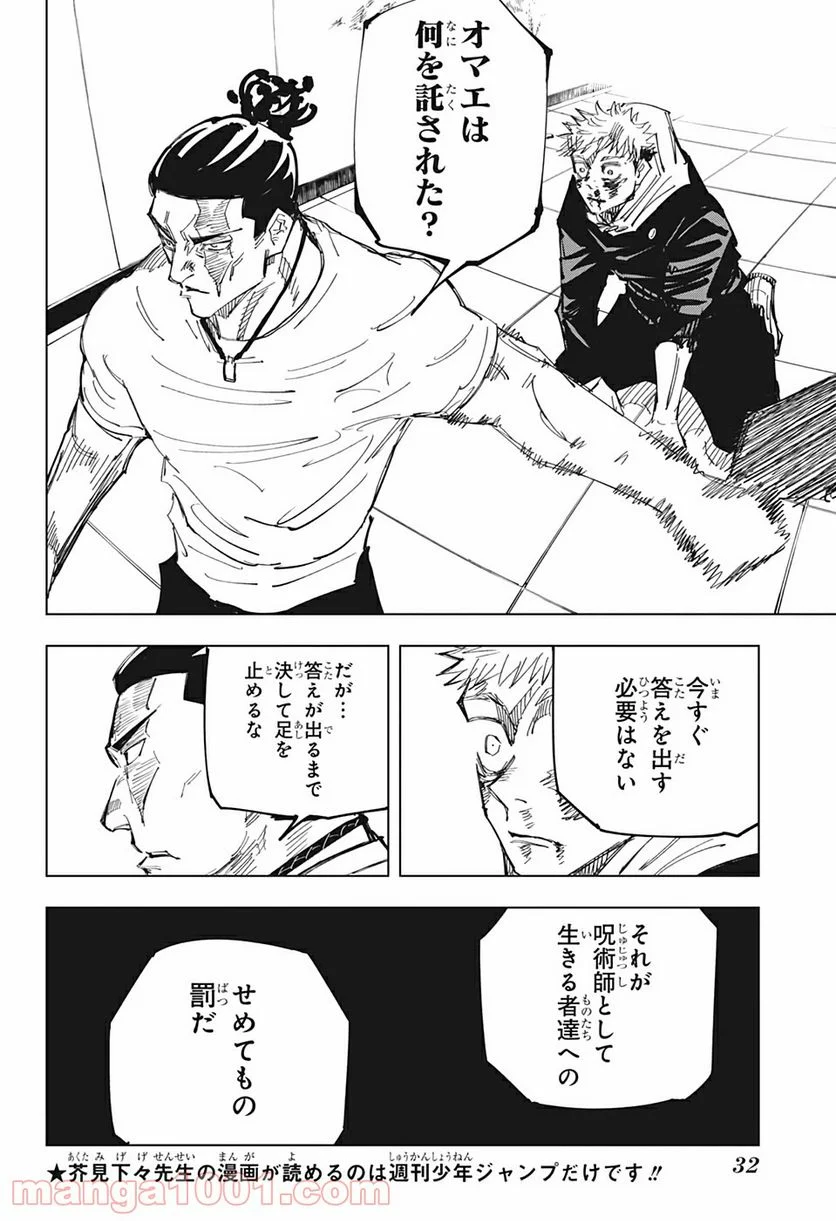 オマエは
何を託された？
今すぐ
答えを出す
必要はない
だが…
答えが出るまで
決して足を
止めるな
それが
呪術師として
生きる者達への
せめてもの
罰だ
★芥見下々先生の漫画が読めるのは週刊少年ジャンプだけです!!
32
manga1001.com